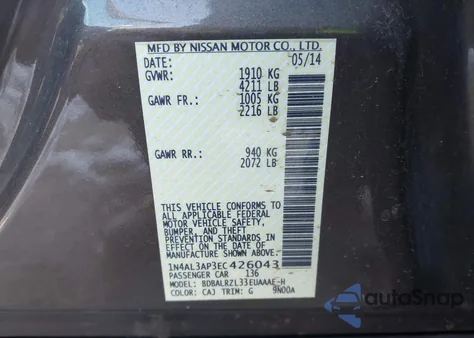 MFD BY NISSAN MOTOR CO., LTD.
DATE: 05/14
GVWR: 1910 KG
4211 LB
GAWR FR.: 1005 KG
2216 LB
GAWR RR.: 940 KG
2072 LB
THIS VEHICLE CONFORMS TO
ALL APPLICABLE FEDERAL
MOTOR VEHICLE SAFETY,
BUMPER, AND THEFT
PREVENTION STANDARDS
IN EFFECT ON THE DATE OF
MANUFACTURE SHOWN ABOVE.
1N4AL3AP3EC426043
PASSENGER CAR 136
BDBALRZL33EUAAAE-H
COLOR: CAJ TRIM: G 9N00A
AutoSnap